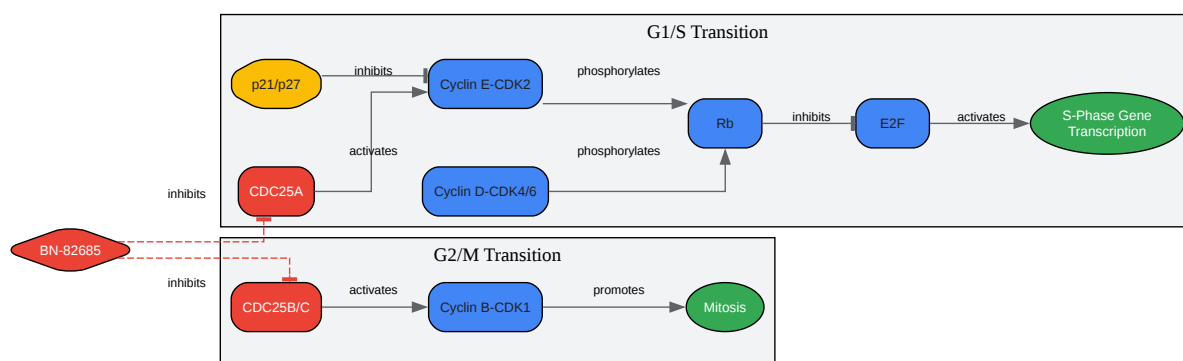 G1/S Transition
p21/p27
inhibits
Cyclin E-CDK2
phosphorylates
Rb
inhibits
E2F
activates
S-Phase Gene
Transcription
activates
phosphorylates
CDC25A
Cyclin D-CDK4/6
inhibits
BN-82685
inhibits
G2/M Transition
CDC25B/C
activates
Cyclin B-CDK1
promotes
Mitosis